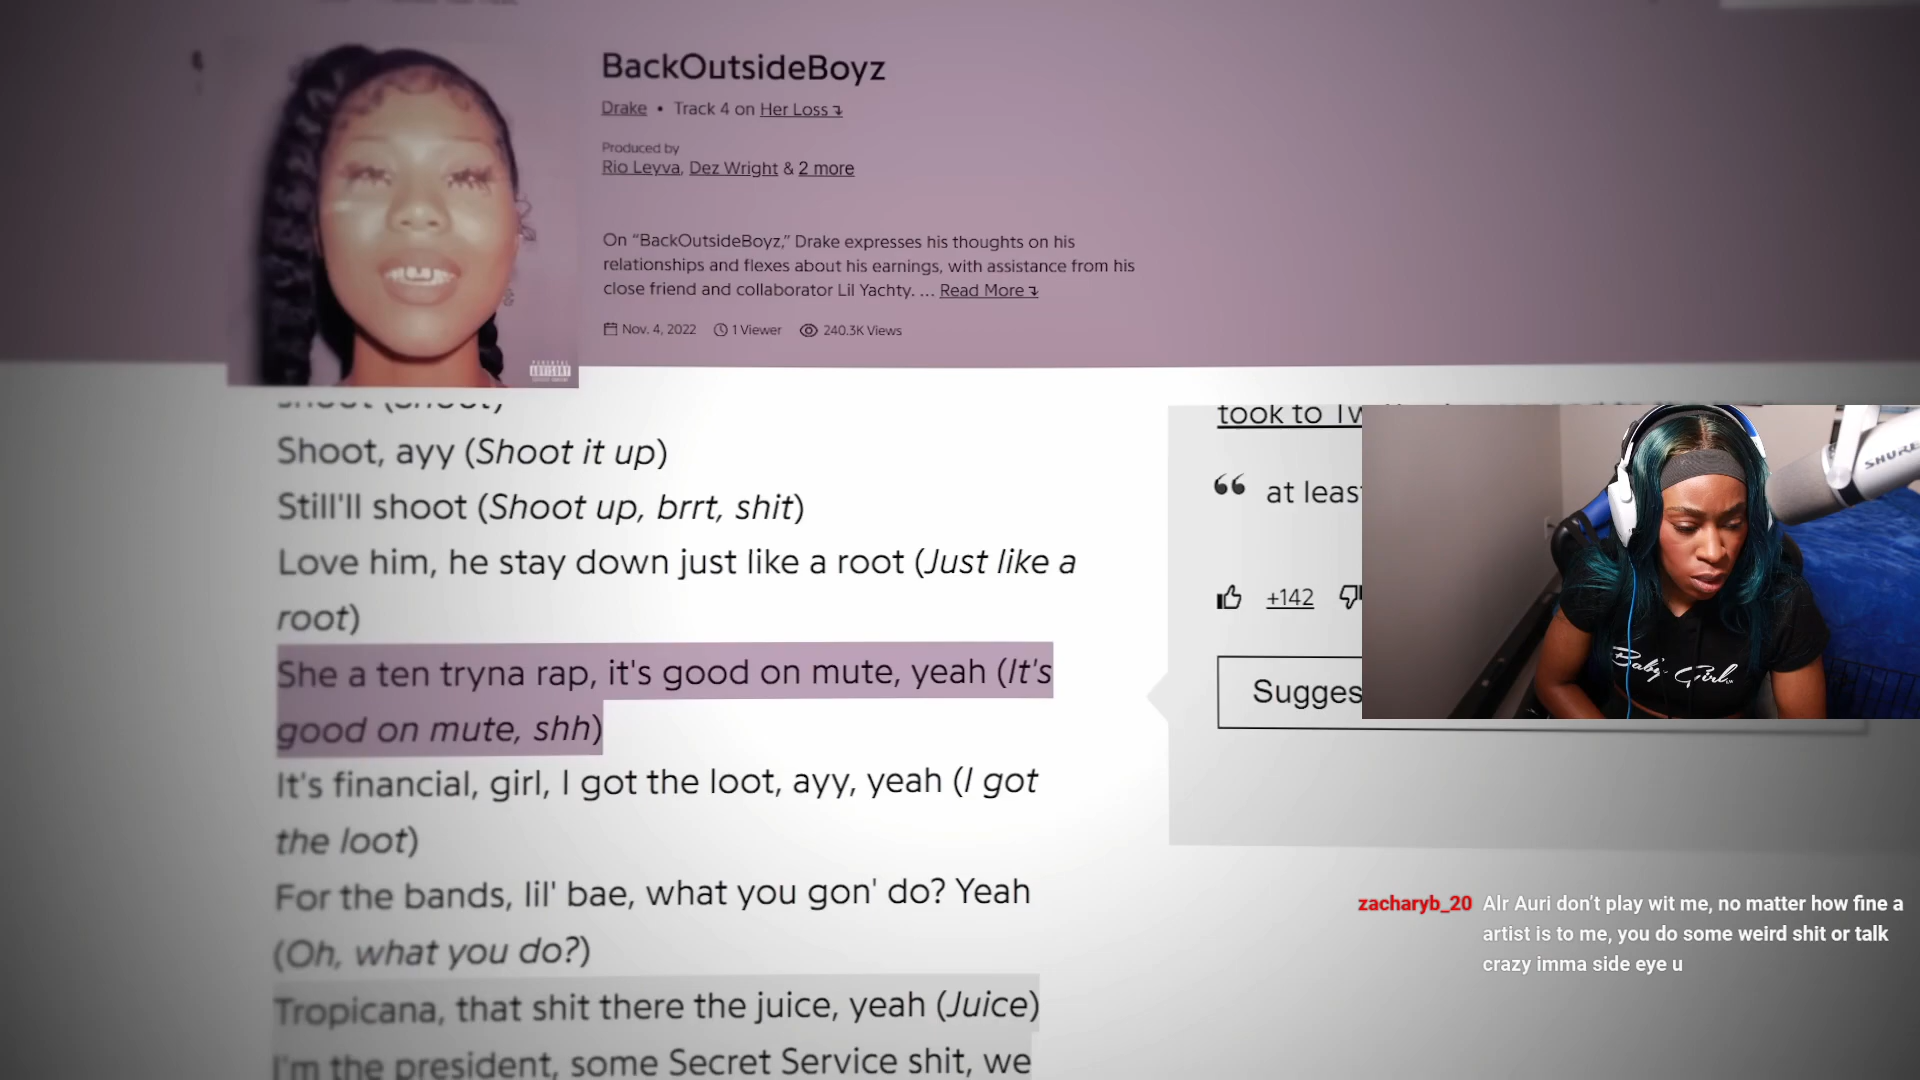 BackOutsideBoyz
Drake • Track 4 on Her Loss
Produced by
Rio Leyva, Dez Wright & 2 more
On “BackOutsideBoyz,” Drake expresses his thoughts on his
relationships and flexes about his earnings, with assistance from his
close friend and collaborator Lil Yachty. ... Read More
Nov. 4, 2022 1 Viewer 240.3K Views
PARENTAL
ADVISORY
Shoot, ayy (Shoot it up)
Still'll shoot (Shoot up, brrt, shit)
Love him, he stay down just like a root (Just like a
root)
She a ten tryna rap, it's good on mute, yeah (It's
good on mute, shh)
It's financial, girl, I got the loot, ayy, yeah (I got
the loot)
For the bands, lil' bae, what you gon' do? Yeah
(Oh, what you do?)
Tropicana, that shit there the juice, yeah (Juice)
I'm the president, some Secret Service shit, we
took to
“ at
+142
SHURE
Baby Girl
zacharyb_20 Alr Auri don’t play wit me, no matter how fine a
artist is to me, you do some weird shit or talk
crazy imma side eye u